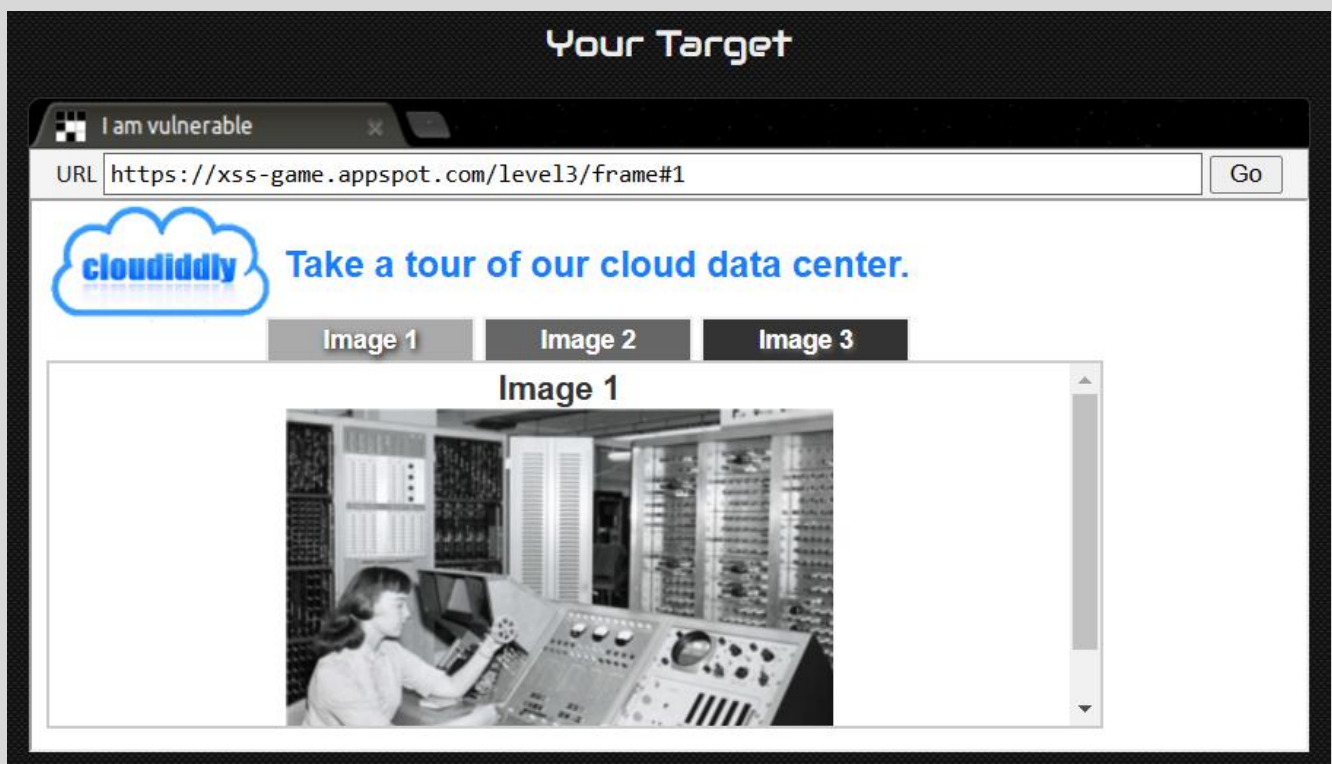 Your Target
I am vulnerable
URL https://xss-game.appspot.com/level3/frame#1 Go
cloudiddly
Take a tour of our cloud data center.
Image 1 Image 2 Image 3
Image 1